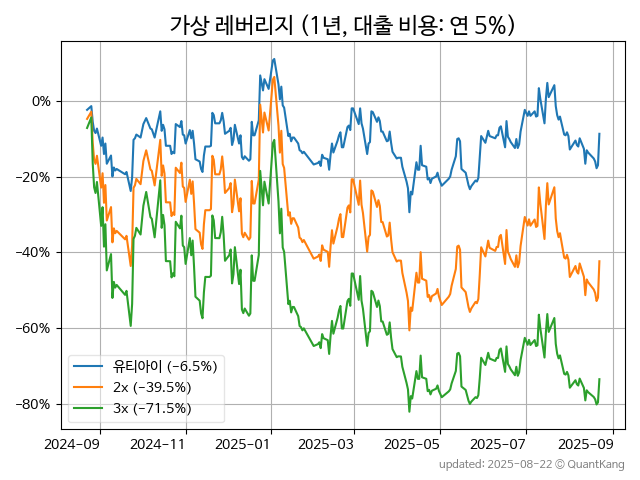 가상 레버리지 (1년, 대출 비용: 연 5%)
0%
−20%
−40%
−60%
−80%
유티아이 (−6.5%)
2x (−39.5%)
3x (−71.5%)
2024-09 2024-11 2025-01 2025-03 2025-05 2025-07 2025-09
updated: 2025-08-22 © QuantKang